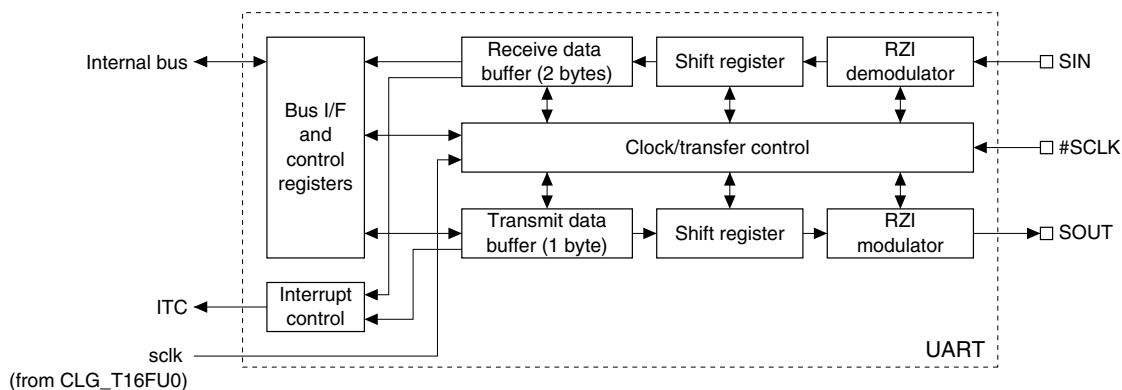 Internal bus
Bus I/F
and
control
registers
Receive data
buffer (2 bytes)
Shift register
RZI
demodulator
SIN
Clock/transfer control
#SCLK
Transmit data
buffer (1 byte)
Shift register
RZI
modulator
SOUT
ITC
Interrupt
control
sclk
(from CLG_T16FU0)
UART